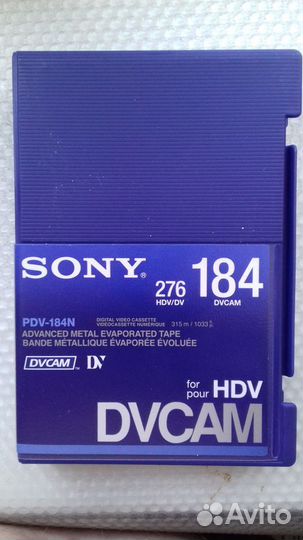 SONY®
276 184
HDV/DV DVCAM
PDV-184N
DIGITAL VIDEO CASSETTE
VIDEOCASSETTE NUMÉRIQUE
315 m / 1033
ADVANCED METAL EVAPORATED TAPE
BANDE MÉTALLIQUE ÉVAPORÉE ÉVOLUÉE
DVCAM™ DV
for
pour HDV
DVCAM
Avito